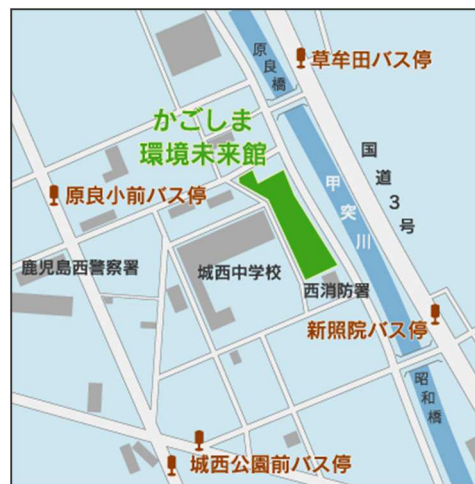 原良橋
草牟田バス停
かごしま
環境未来館
国道3号
甲突川
原良小前バス停
鹿児島西警察署
城西中学校
西消防署
新照院バス停
昭和橋
城西公園前バス停